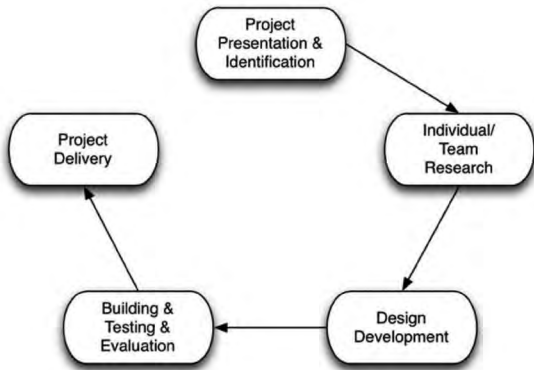 Project
Presentation &
Identification
Individual/
Team
Research
Design
Development
Building &
Testing &
Evaluation
Project
Delivery